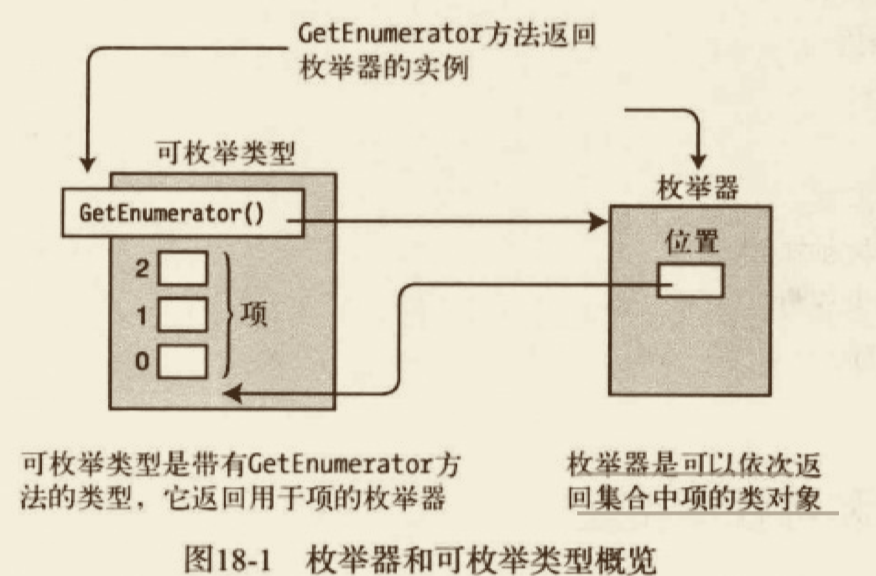 GetEnumerator方法返回
枚举器的实例
可枚举类型
枚举器
GetEnumerator()
位置
2
1
项
0
可枚举类型是带有GetEnumerator方
法的类型，它返回用于项的枚举器
枚举器是可以依次返
回集合中项的类对象
图18-1 枚举器和可枚举类型概览